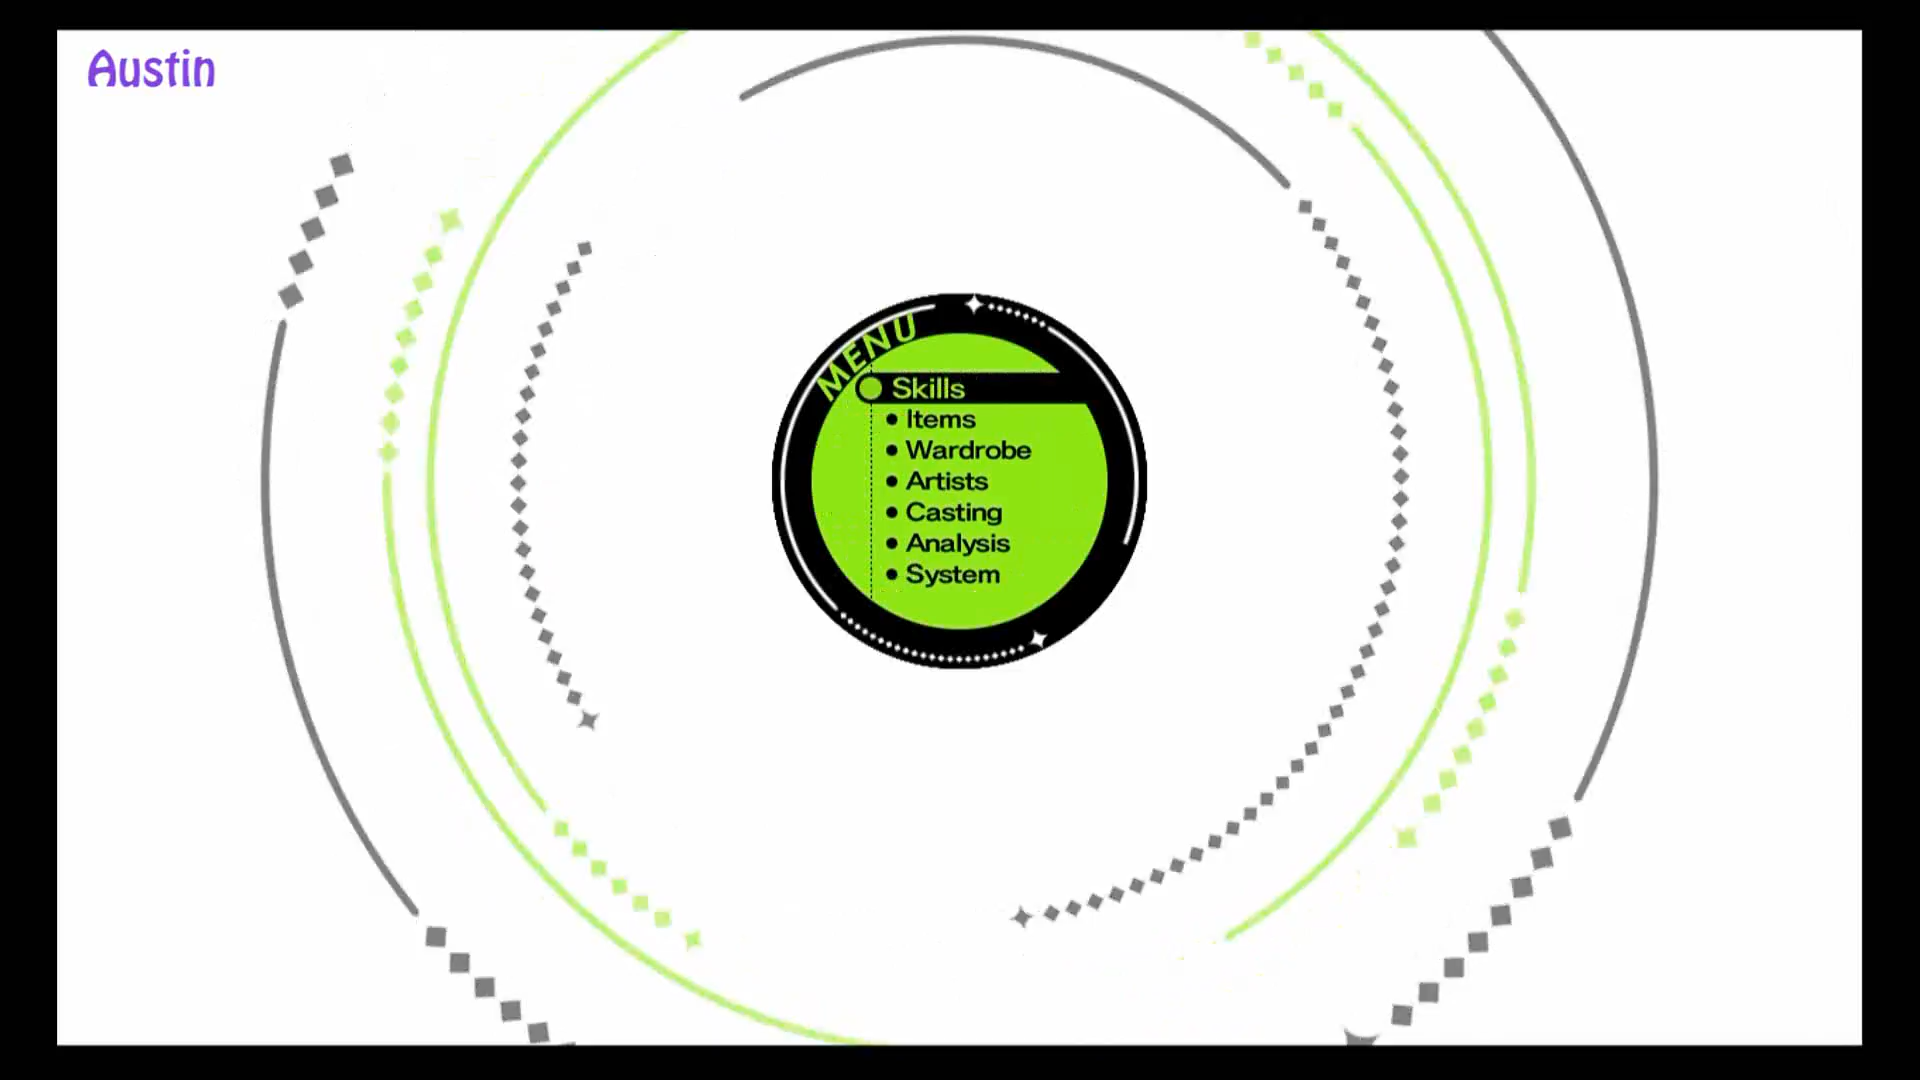 Austin
MENU
Skills
Items
Wardrobe
Artists
Casting
Analysis
System